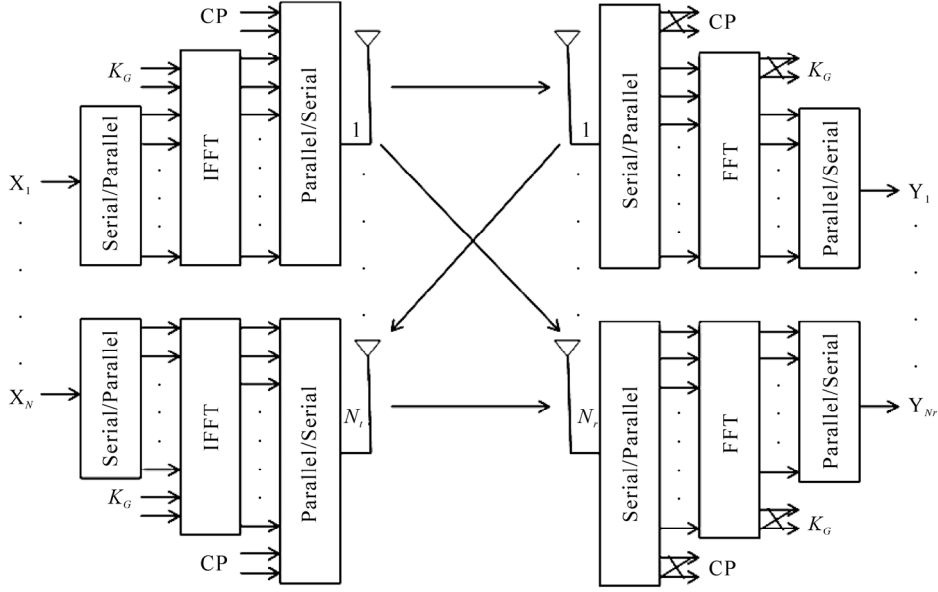 CP
K_G
Serial/Parallel
IFFT
Parallel/Serial
1
X_1
X_N
Serial/Parallel
K_G
IFFT
CP
Parallel/Serial
N_t
1
Serial/Parallel
CP
FFT
K_G
Parallel/Serial
Y_1
N_r
Serial/Parallel
CP
FFT
K_G
Parallel/Serial
Y_Nr